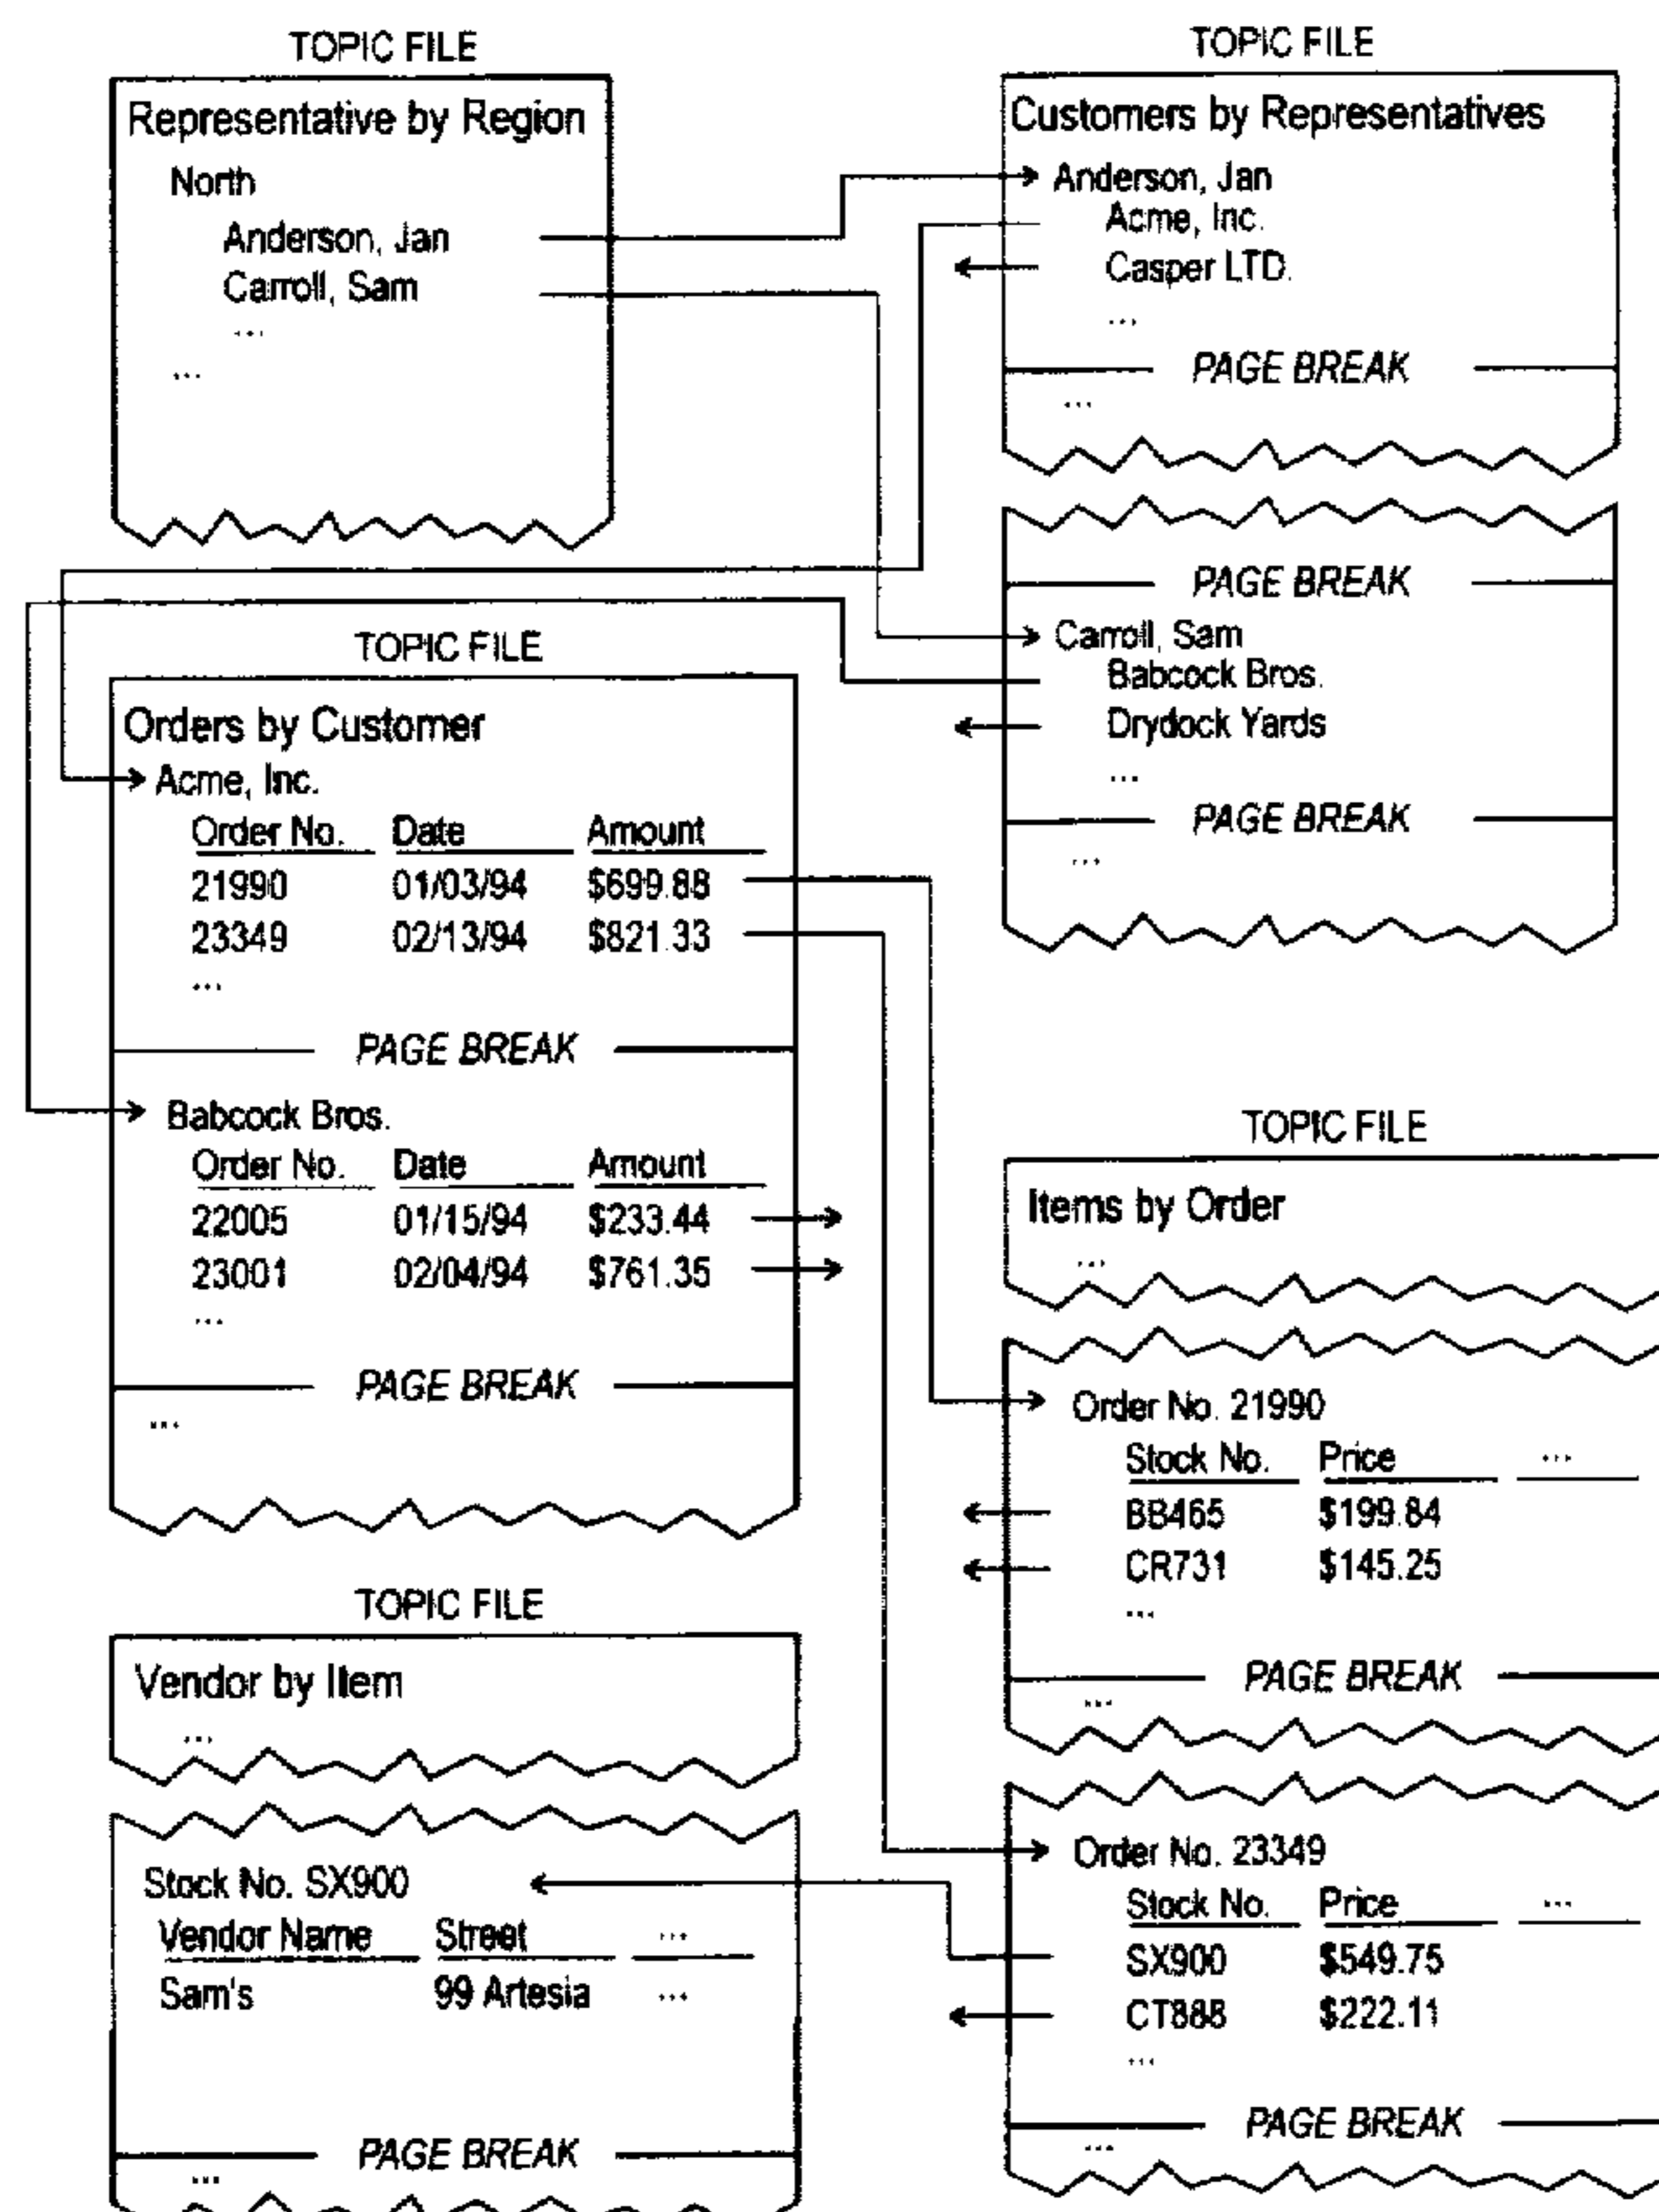 TOPIC FILE
Representative by Region
North
Anderson, Jan
Carroll, Sam
...
...
TOPIC FILE
Customers by Representatives
Anderson, Jan
Acme, Inc.
Casper LTD.
...
PAGE BREAK
...
PAGE BREAK
Carroll, Sam
Babcock Bros.
Drydock Yards
...
PAGE BREAK
...
TOPIC FILE
Orders by Customer
Acme, Inc.
Order No. Date Amount
21990 01/03/94 $699.88
23349 02/13/94 $821.33
...
PAGE BREAK
Babcock Bros.
Order No. Date Amount
22005 01/15/94 $233.44
23001 02/04/94 $761.35
...
PAGE BREAK
...
TOPIC FILE
Items by Order
...
Order No. 21990
Stock No. Price ...
BB465 $199.84
CR731 $145.25
...
PAGE BREAK
...
Order No. 23349
Stock No. Price ...
SX900 $549.75
CT888 $222.11
...
PAGE BREAK
...
TOPIC FILE
Vendor by Item
...
Stock No. SX900
Vendor Name Street ...
Sam's 99 Artesia ...
PAGE BREAK
...